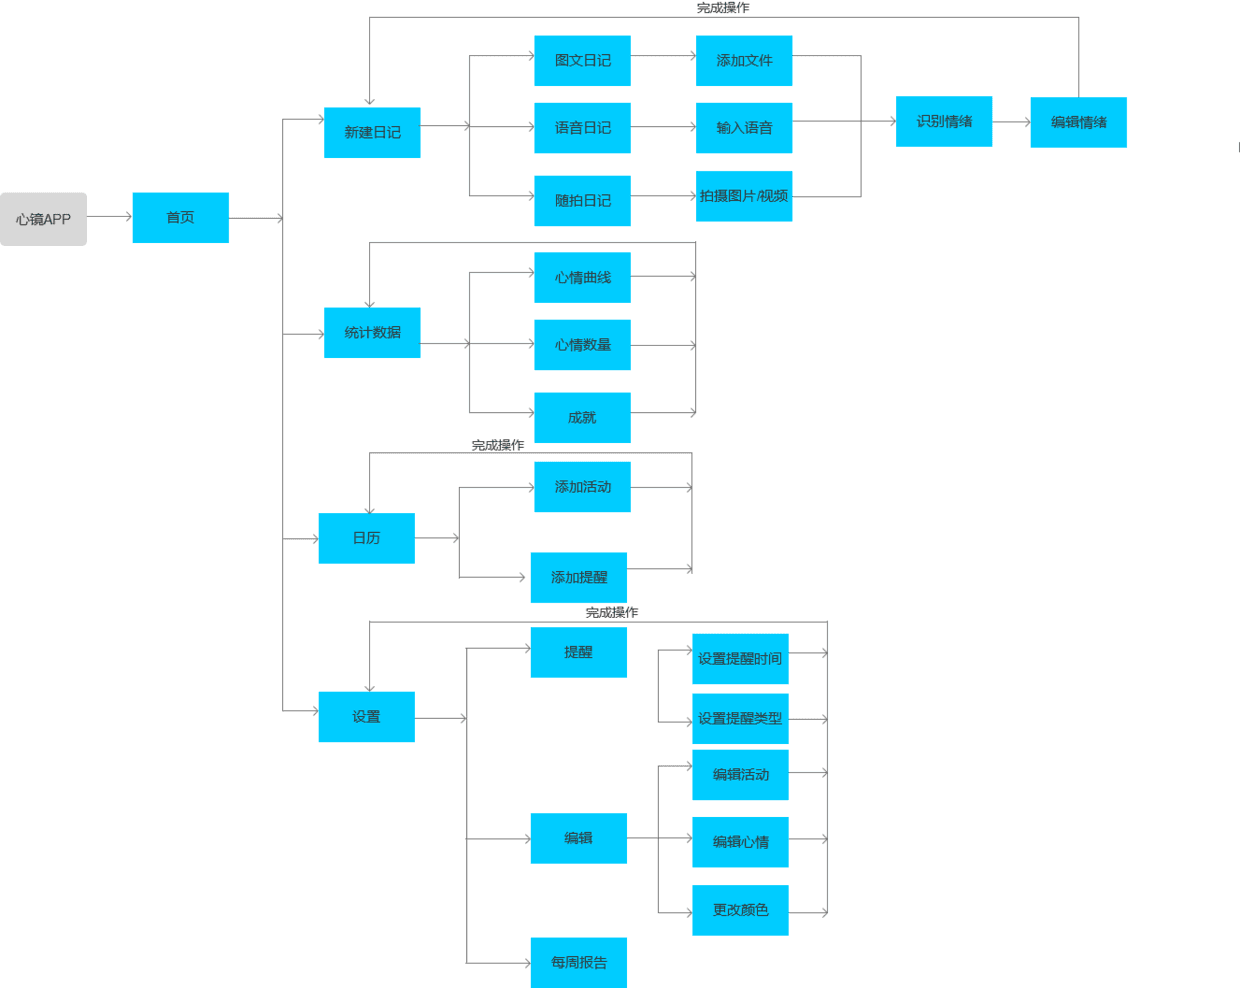 完成操作
图文日记
添加文件
新建日记
语音日记
输入语音
识别情绪
编辑情绪
随拍日记
拍摄图片/视频
心镜APP
首页
心情曲线
统计数据
心情数量
成就
完成操作
添加活动
日历
添加提醒
完成操作
提醒
设置提醒时间
设置
设置提醒类型
编辑活动
编辑
编辑心情
更改颜色
每周报告